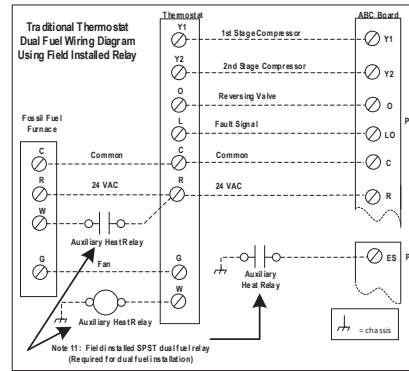 Traditional Thermostat
Dual Fuel Wiring Diagram
Using Field Installed Relay
Thermostat
ABC Board
Y1
1st Stage Compressor
Y1
Y2
2nd Stage Compressor
Y2
O
Reversing Valve
O
Fossil Fuel
Furnace
L
Fault Signal
LO
P
C
Common
C
Common
C
R
24 VAC
R
24 VAC
R
W
Auxiliary Heat Relay
G
Fan
G
Auxiliary
Heat Relay
ES
P
W
Auxiliary Heat Relay
= chassis
Note 11: Field installed SPST dual fuel relay
(Required for dual fuel installation)